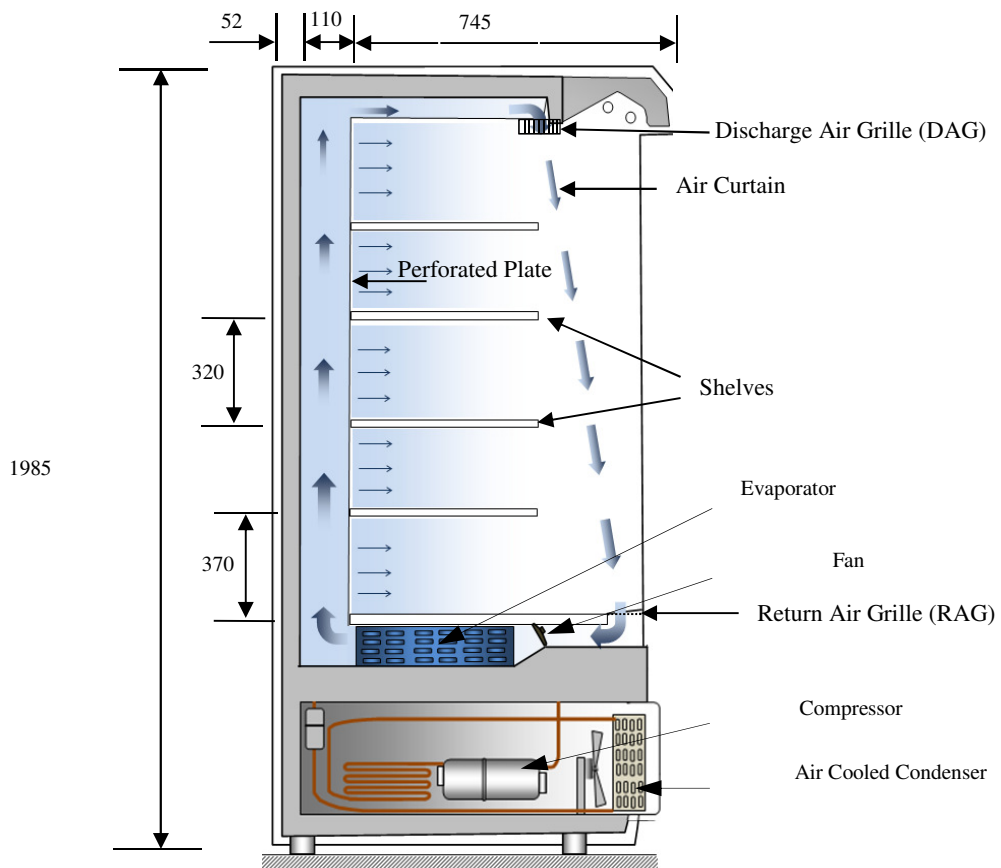 52
110
745
Discharge Air Grille (DAG)
Air Curtain
Perforated Plate
320
Shelves
1985
Evaporator
370
Fan
Return Air Grille (RAG)
Compressor
Air Cooled Condenser